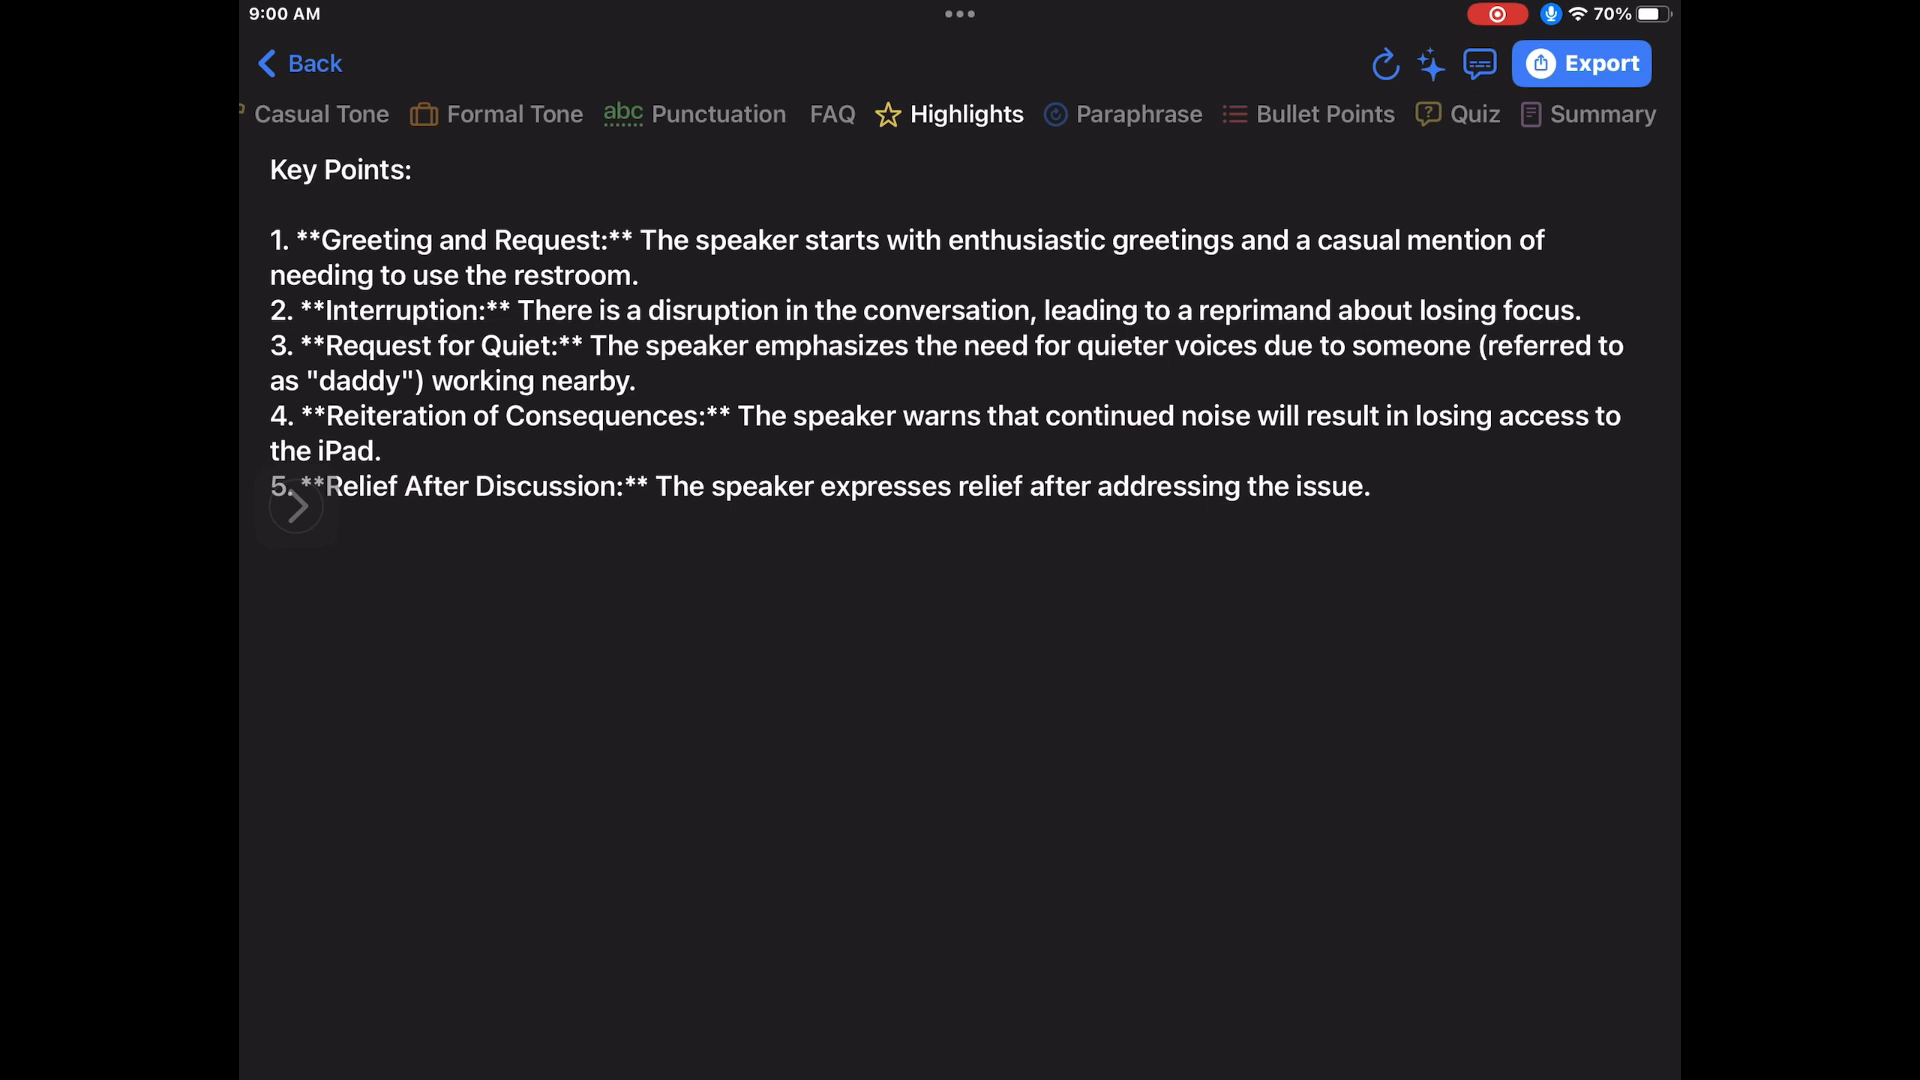 9:00 AM
70%
Back
Export
Casual Tone
Formal Tone
abc Punctuation
FAQ
Highlights
Paraphrase
Bullet Points
? Quiz
Summary
Key Points:
1. **Greeting and Request:** The speaker starts with enthusiastic greetings and a casual mention of
needing to use the restroom.
2. **Interruption:** There is a disruption in the conversation, leading to a reprimand about losing focus.
3. **Request for Quiet:** The speaker emphasizes the need for quieter voices due to someone (referred to
as "daddy") working nearby.
4. **Reiteration of Consequences:** The speaker warns that continued noise will result in losing access to
the iPad.
5. **Relief After Discussion:** The speaker expresses relief after addressing the issue.